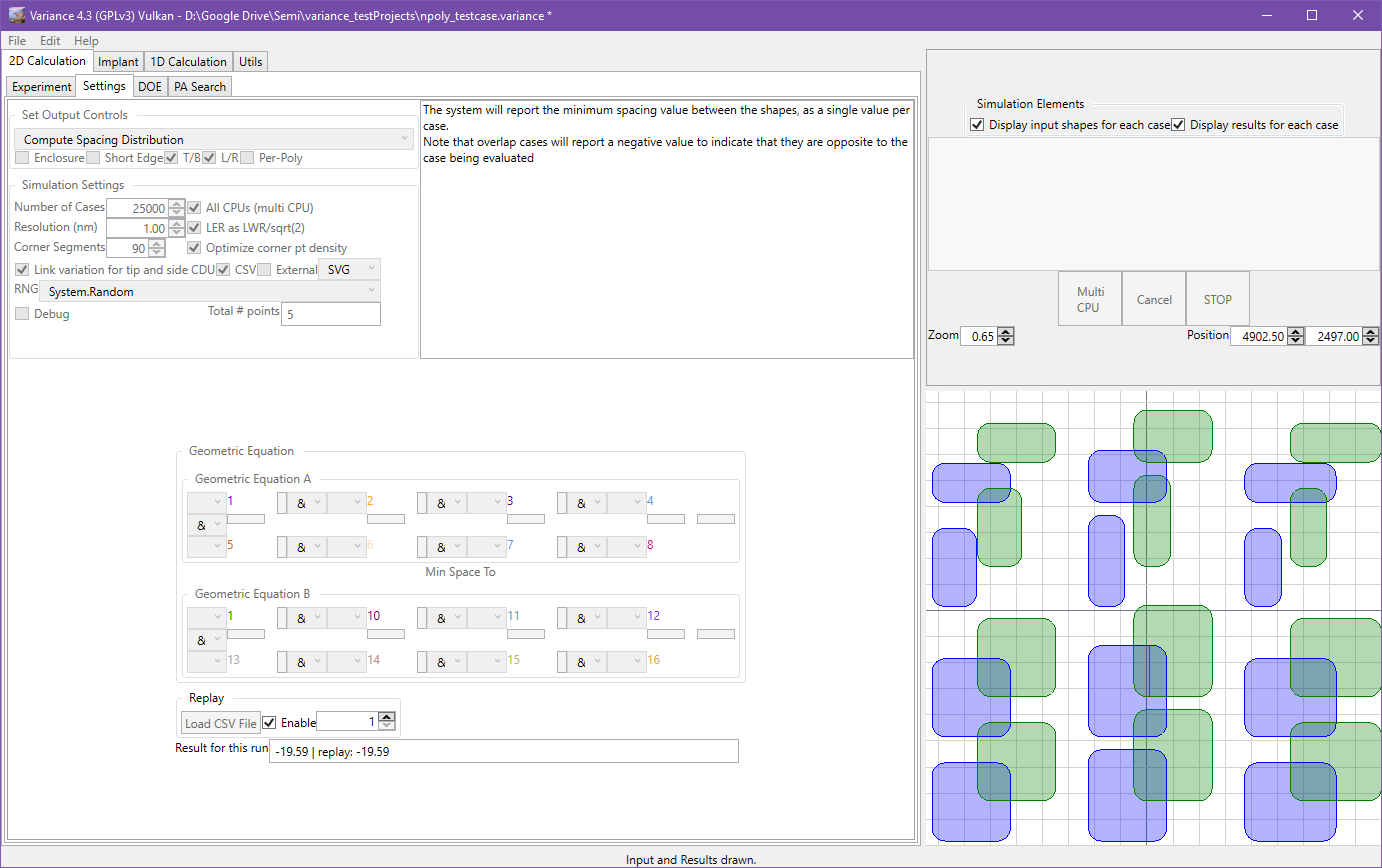 Variance 4.3 (GPLv3) Vulkan - D:\Google Drive\Semi\variance_testProjects\npoly_testcase.variance *
File Edit Help
2D Calculation Implant 1D Calculation Utils
Experiment Settings DOE PA Search
Set Output Controls
Compute Spacing Distribution
Enclosure Short Edge T/B L/R Per-Poly
Simulation Settings
Number of Cases 25000 All CPUs (multi CPU)
Resolution (nm) 1.00 LER as LWR/sqrt(2)
Corner Segments 90 Optimize corner pt density
Link variation for tip and side CDU CSV External SVG
RNG System.Random
Debug Total # points 5
The system will report the minimum spacing value between the shapes, as a single value per
case.
Note that overlap cases will report a negative value to indicate that they are opposite to the
case being evaluated
Geometric Equation
Geometric Equation A
1 & 2 & 3 & 4
&
5 & 6 & 7 & 8
Min Space To
Geometric Equation B
1 & 10 & 11 & 12
&
13 & 14 & 15 & 16
Replay
Load CSV File Enable 1
Result for this run -19.59 | replay: -19.59
Simulation Elements
Display input shapes for each case Display results for each case
Multi
CPU
Cancel
STOP
Zoom 0.65 Position 4902.50 2497.00
Input and Results drawn.